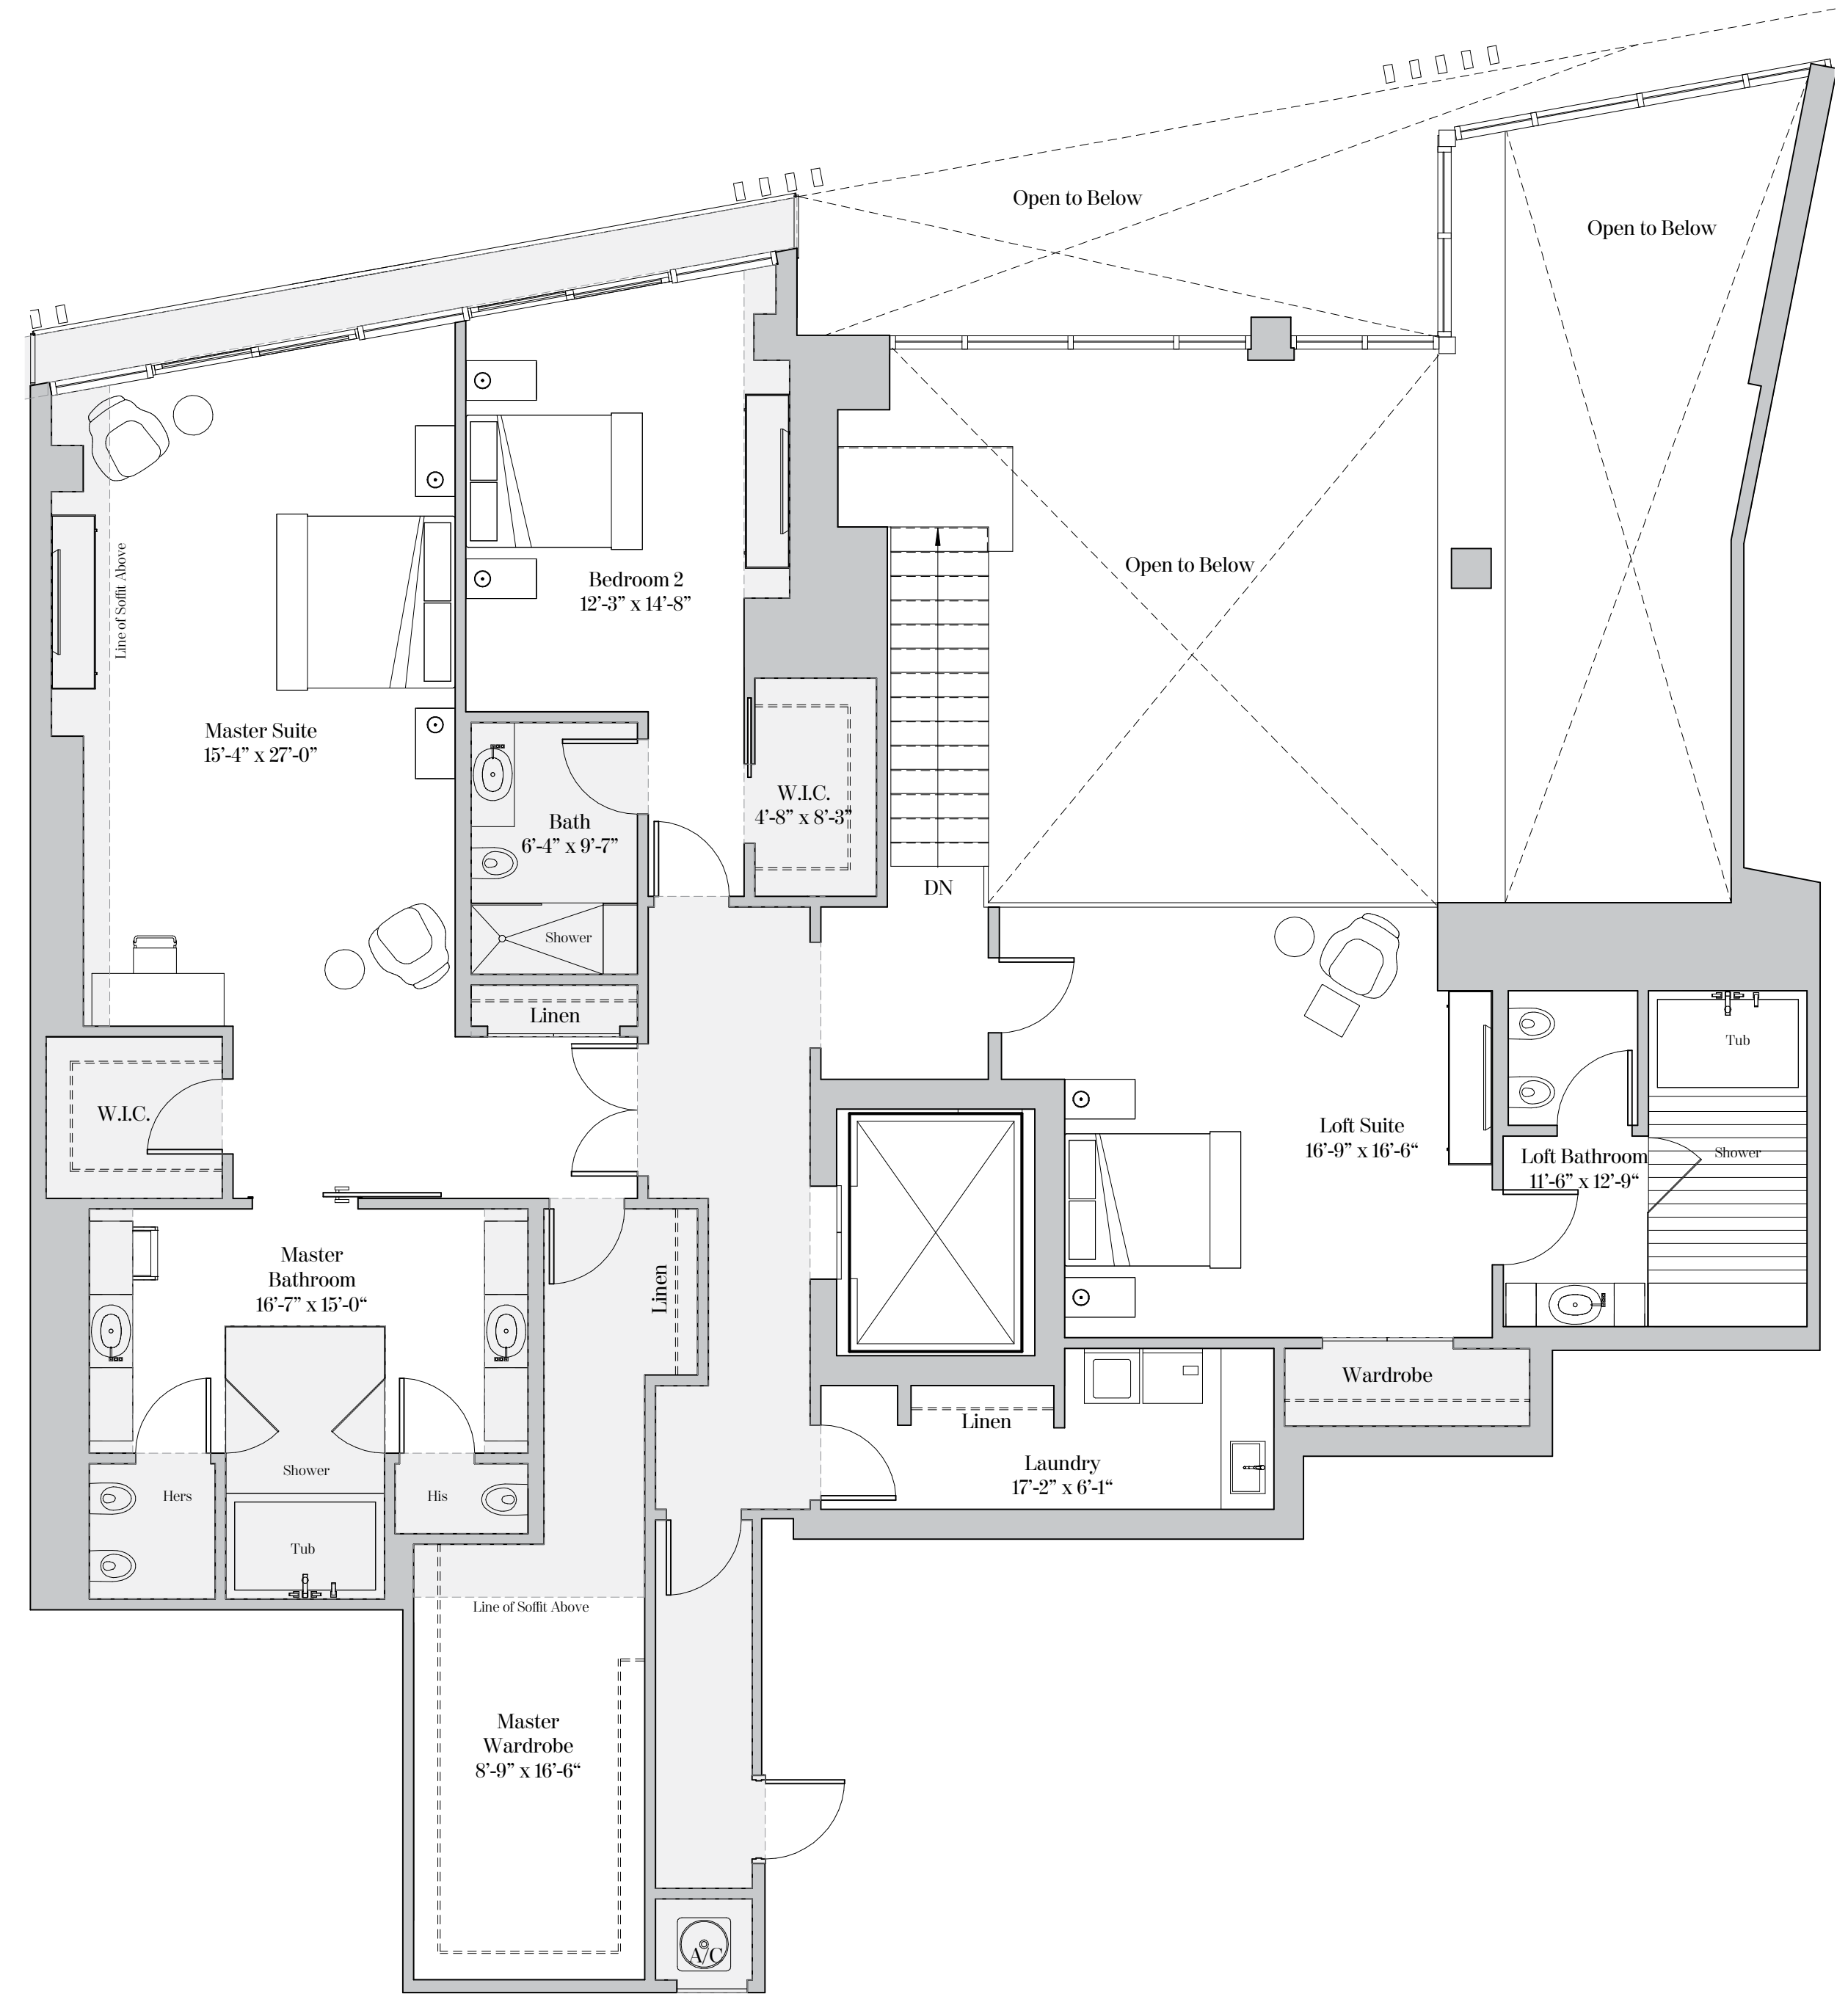 Open to Below
Open to Below
Line of Soffit Above
Open to Below
Bedroom 2
12’-3” x 14’-8”
Master Suite
15’-4” x 27’-0”
W.I.C.
4’-8” x 8’-3”
Bath
6’-4” x 9’-7”
DN
Shower
Linen
Tub
W.I.C.
Loft Suite
16’-9” x 16’-6“
Loft Bathroom
11’-6” x 12’-9“
Shower
Master
Bathroom
16’-7” x 15’-0“
Linen
Wardrobe
Linen
Laundry
17’-2” x 6’-1“
Shower
Hers
His
Tub
Line of Soffit Above
Master
Wardrobe
8’-9” x 16’-6“
A/C